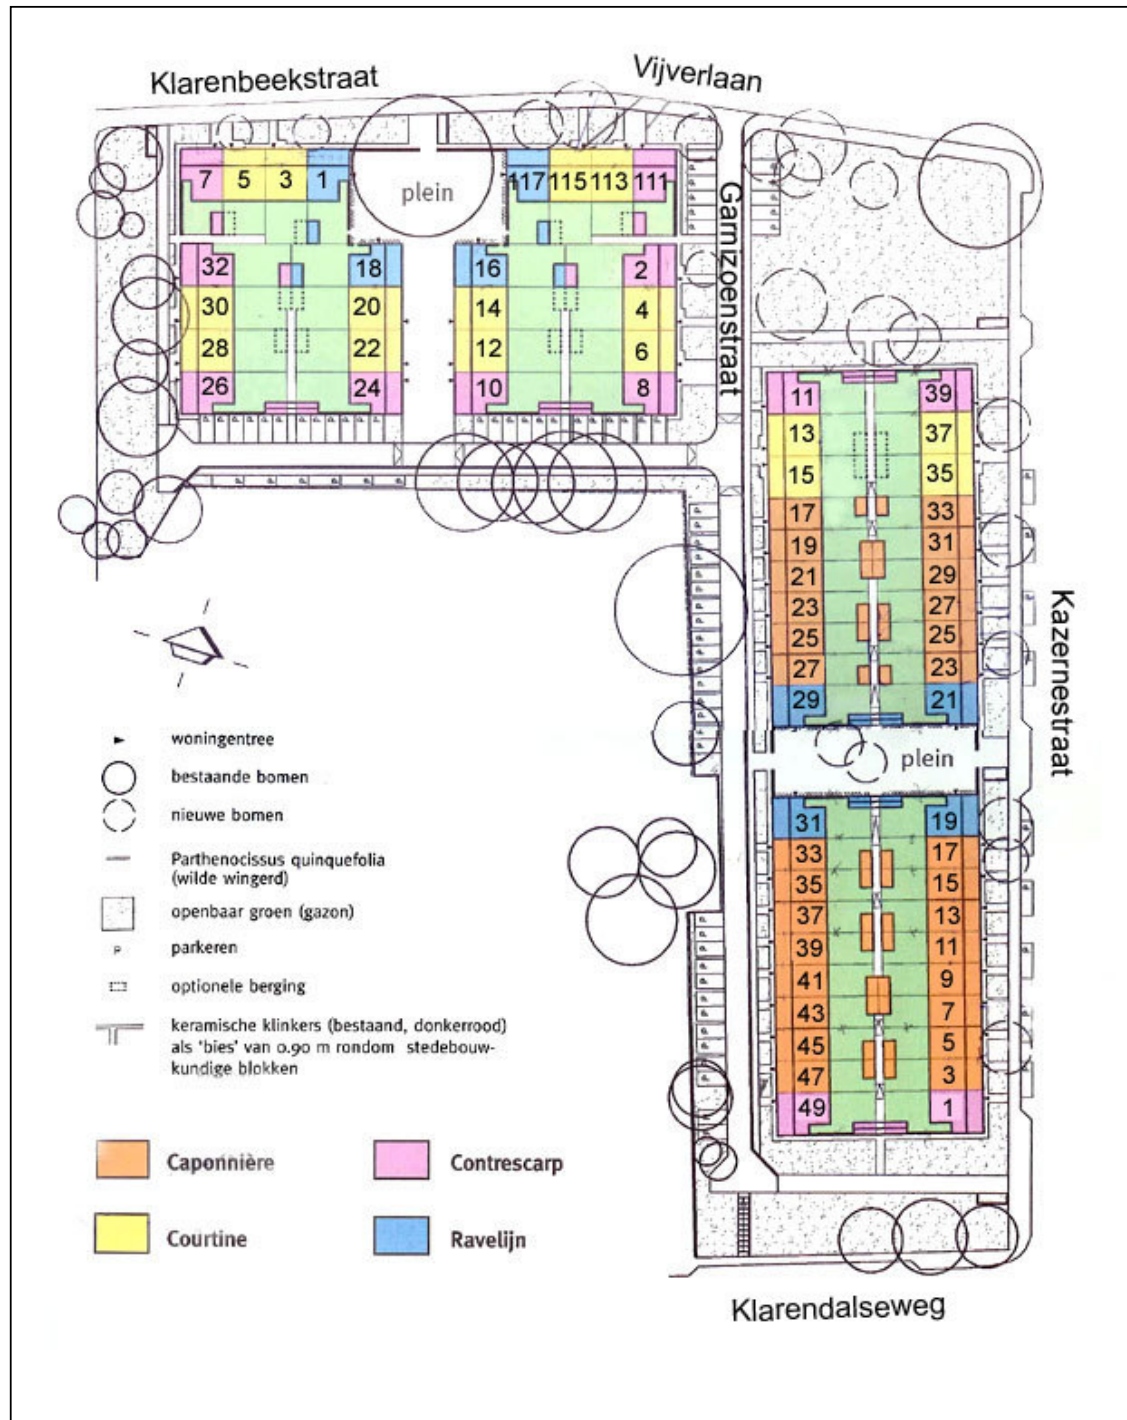 Klarenbeekstraat
Vijverlaan
7 5 3 1
plein
117 115 113 111
Garnizoenstraat
32 18 16 2
30 20 14 4
28 22 12 6
26 24 10 8
P P P P P P P P P P P P P P P P P P
P P P P P P
11 39
13 37
15 35
17 33
19 31
21 29
23 27
25 25
27 23
29 21
Kazernestraat
plein
31 19
33 17
35 15
37 13
39 11
41 9
43 7
45 5
47 3
49 1
woningentree
bestaande bomen
nieuwe bomen
Parthenocissus quinquefolia
(wilde wingerd)
openbaar groen (gazon)
P parkeren
optionele berging
keramische klinkers (bestaand, donkerrood)
als 'bies' van 0.90 m rondom stedebouw-
kundige blokken
Caponnière Contrescarp
Courtine Ravelijn
Klarendalseweg